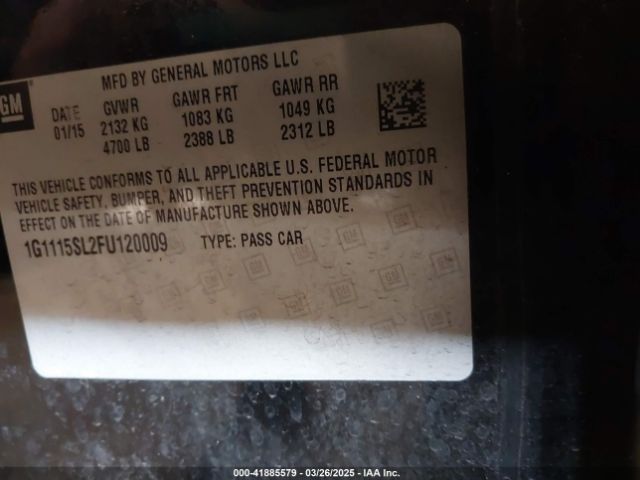 GM
MFD BY GENERAL MOTORS LLC
DATE GVWR GAWR FRT GAWR RR
01/15 2132 KG 1083 KG 1049 KG
4700 LB 2388 LB 2312 LB
THIS VEHICLE CONFORMS TO ALL APPLICABLE U.S. FEDERAL MOTOR
VEHICLE SAFETY, BUMPER, AND THEFT PREVENTION STANDARDS IN
EFFECT ON THE DATE OF MANUFACTURE SHOWN ABOVE.
1G1115SL2FU120009 TYPE: PASS CAR
000-41885579 — 03/26/2025 — IAA Inc.